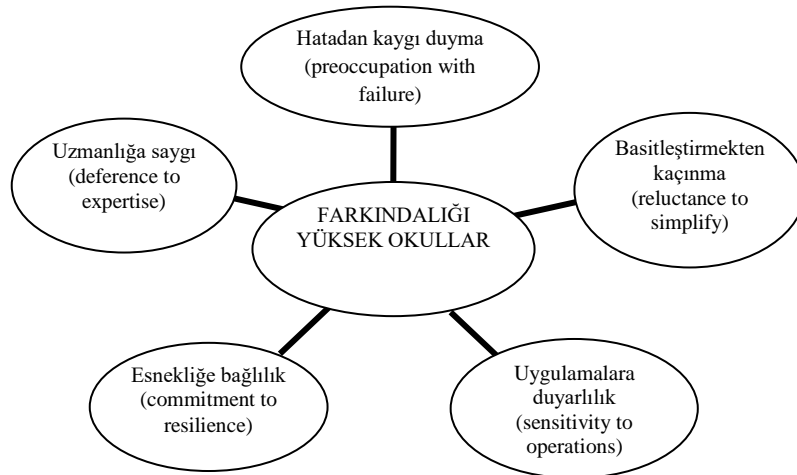 Hatadan kaygı duyma
(preoccupation with
failure)
Uzmanlığa saygı
(deference to
expertise)
Basitleştirmekten
kaçınma
(reluctance to
simplify)
FARKINDALIĞI
YÜKSEK OKULLAR
Esnekliğe bağlılık
(commitment to
resilience)
Uygulamalara
duyarlılık
(sensitivity to
operations)